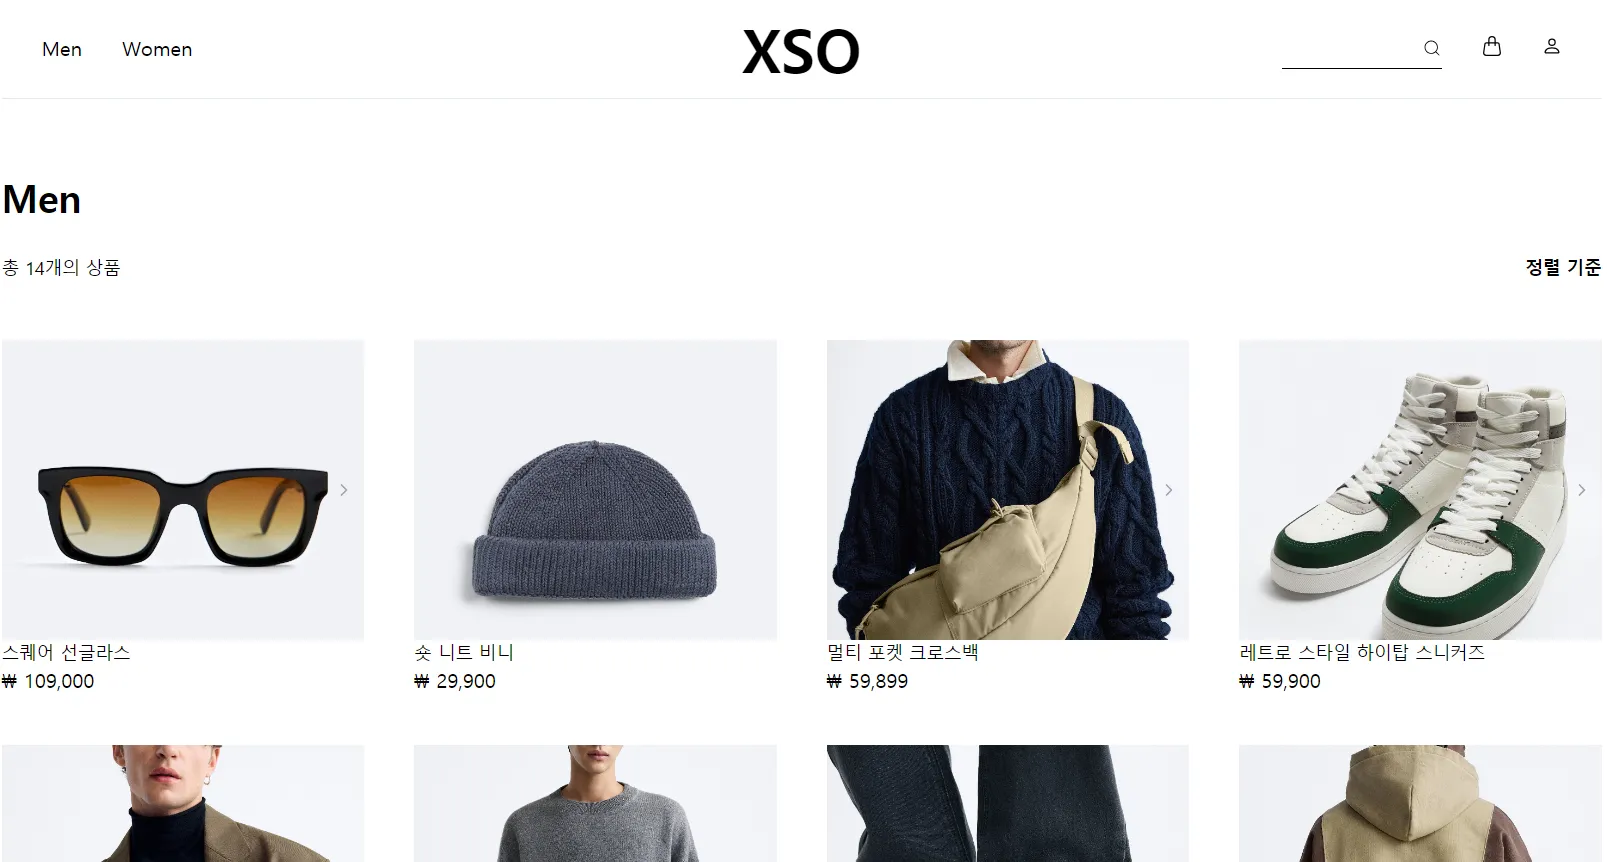 Men
Women
XSO
Men
총 14개의 상품
정렬 기준
스퀘어 선글라스
₩ 109,000
숏 니트 비니
₩ 29,900
멀티 포켓 크로스백
₩ 59,899
레트로 스타일 하이탑 스니커즈
₩ 59,900